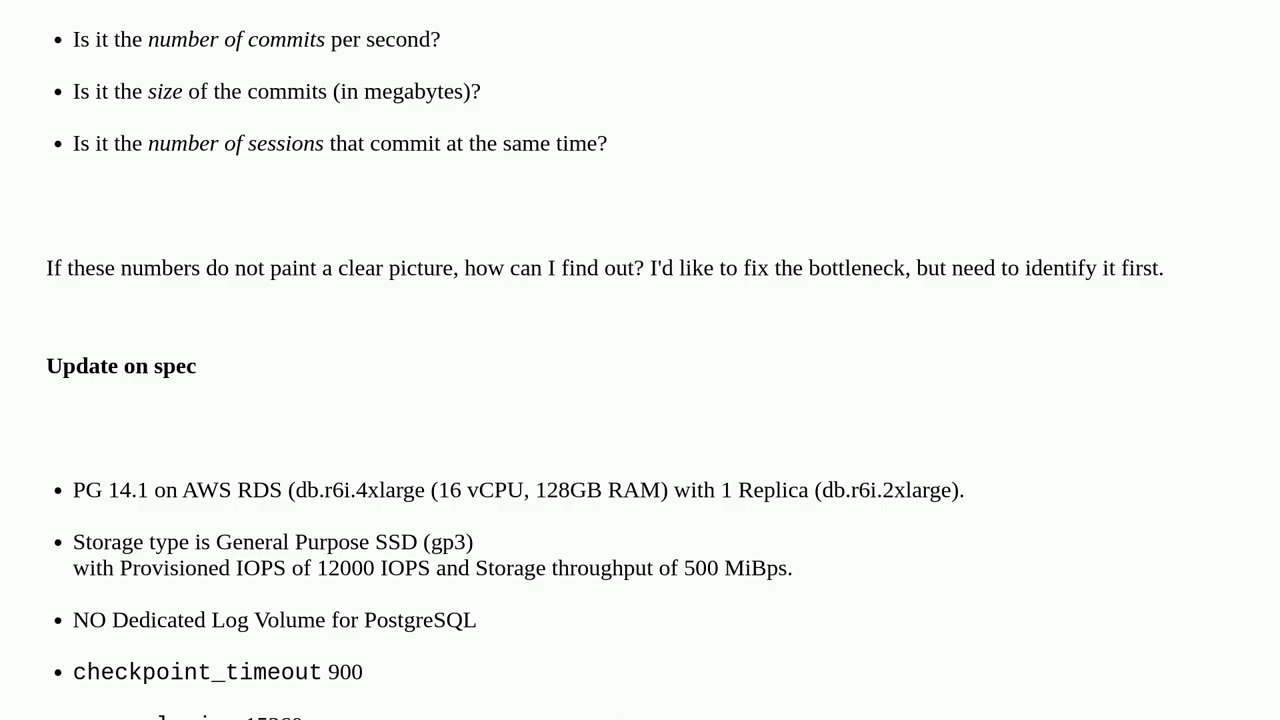 Is it the number of commits per second?
Is it the size of the commits (in megabytes)?
Is it the number of sessions that commit at the same time?
If these numbers do not paint a clear picture, how can I find out? I'd like to fix the bottleneck, but need to identify it first.
Update on spec
PG 14.1 on AWS RDS (db.r6i.4xlarge (16 vCPU, 128GB RAM) with 1 Replica (db.r6i.2xlarge).
Storage type is General Purpose SSD (gp3)
with Provisioned IOPS of 12000 IOPS and Storage throughput of 500 MiBps.
NO Dedicated Log Volume for PostgreSQL
checkpoint_timeout 900